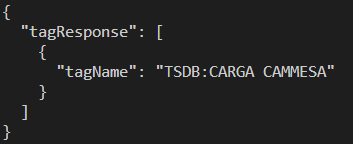 {
  "tagResponse": [
    {
      "tagName": "TSDB:CARGA CAMMESA"
    }
  ]
}